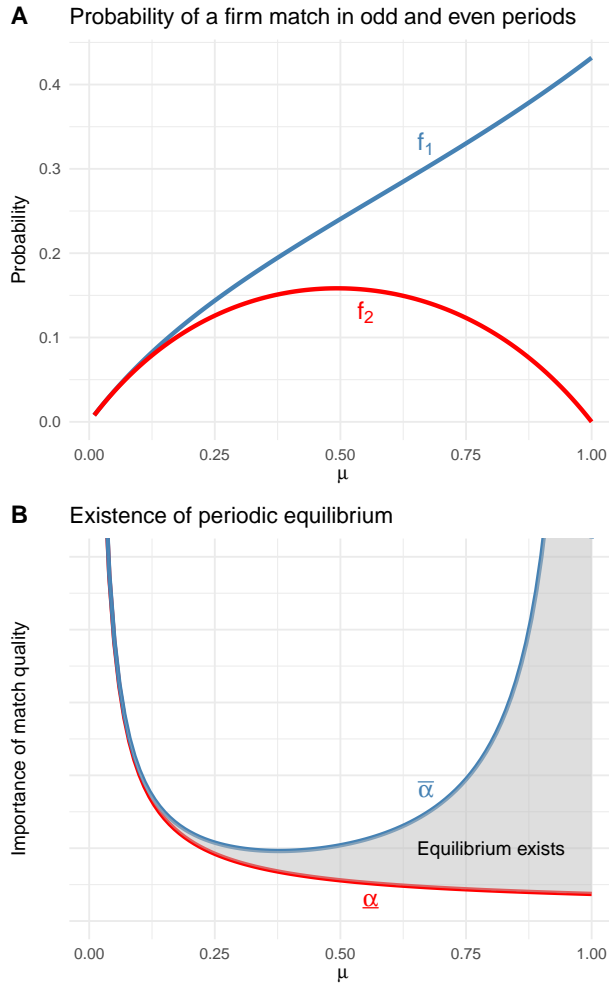 A Probability of a firm match in odd and even periods
0.4
0.3
0.2
0.1
0.0
Probability
f₁
f₂
0.00 0.25 0.50 0.75 1.00
μ
B Existence of periodic equilibrium
Importance of match quality
α̅
Equilibrium exists
α̲
0.00 0.25 0.50 0.75 1.00
μ